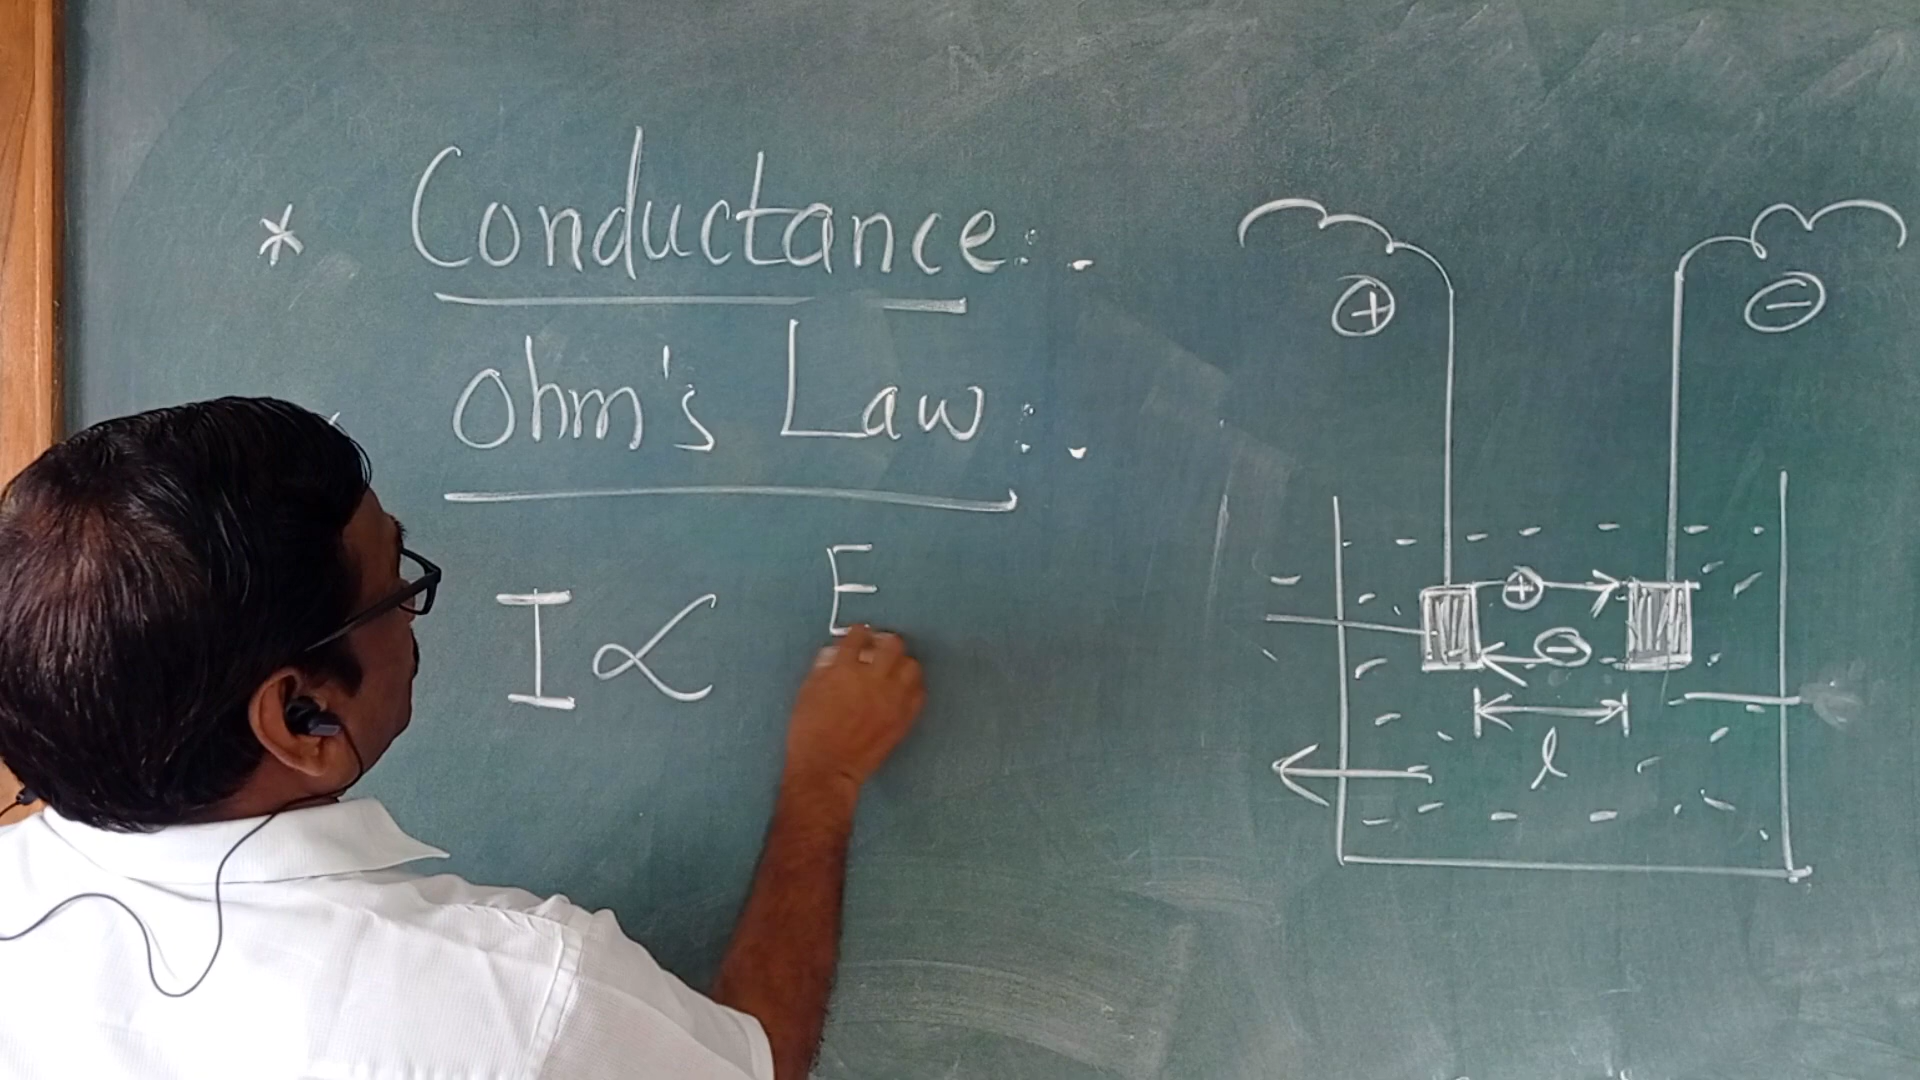 * Conductance:
Ohm's Law:
I ∝ E
+
−
+
−
l